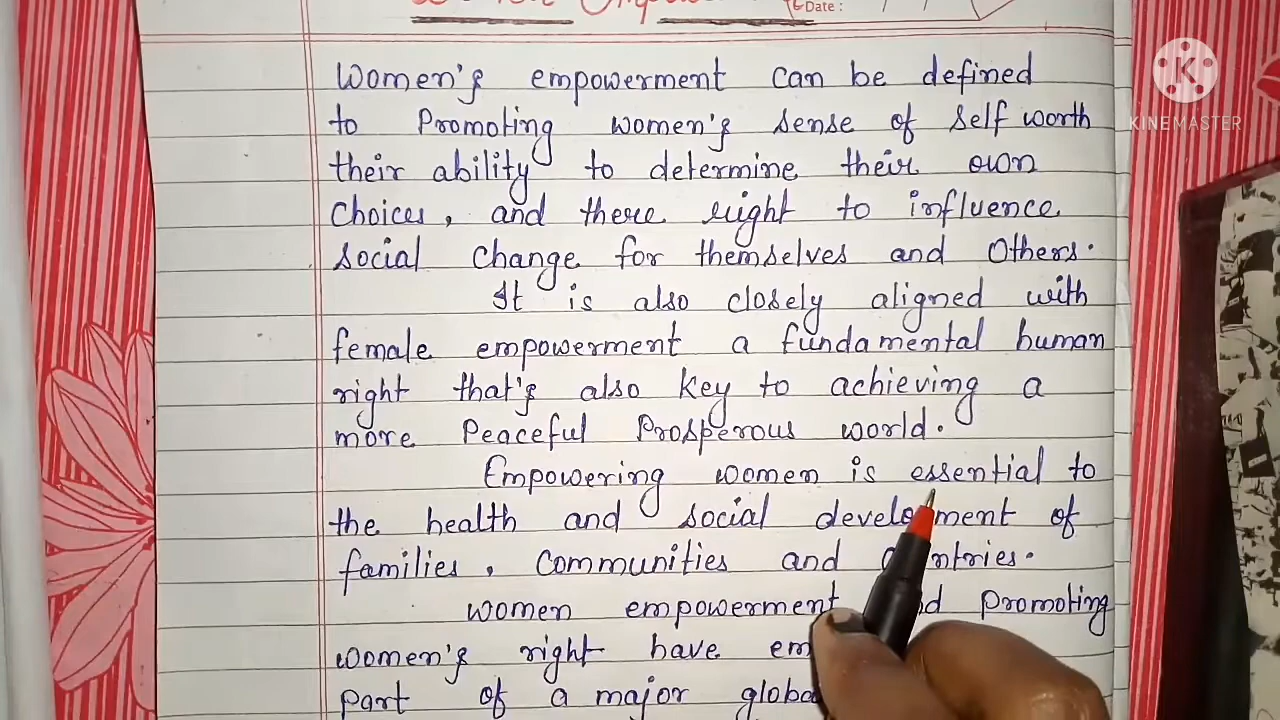 Date :
KINEMASTER
Women's empowerment can be defined
to Promoting women's sense of self worth
their ability to determine their own
choices, and there right to influence
social change for themselves and Others.
It is also closely aligned with
female empowerment a fundamental human
right that's also key to achieving a
more Peaceful Prosperous world.
Empowering women is essential to
the health and social development of
families, Communities and
women empowerment Promoting
women's right have
part of a major